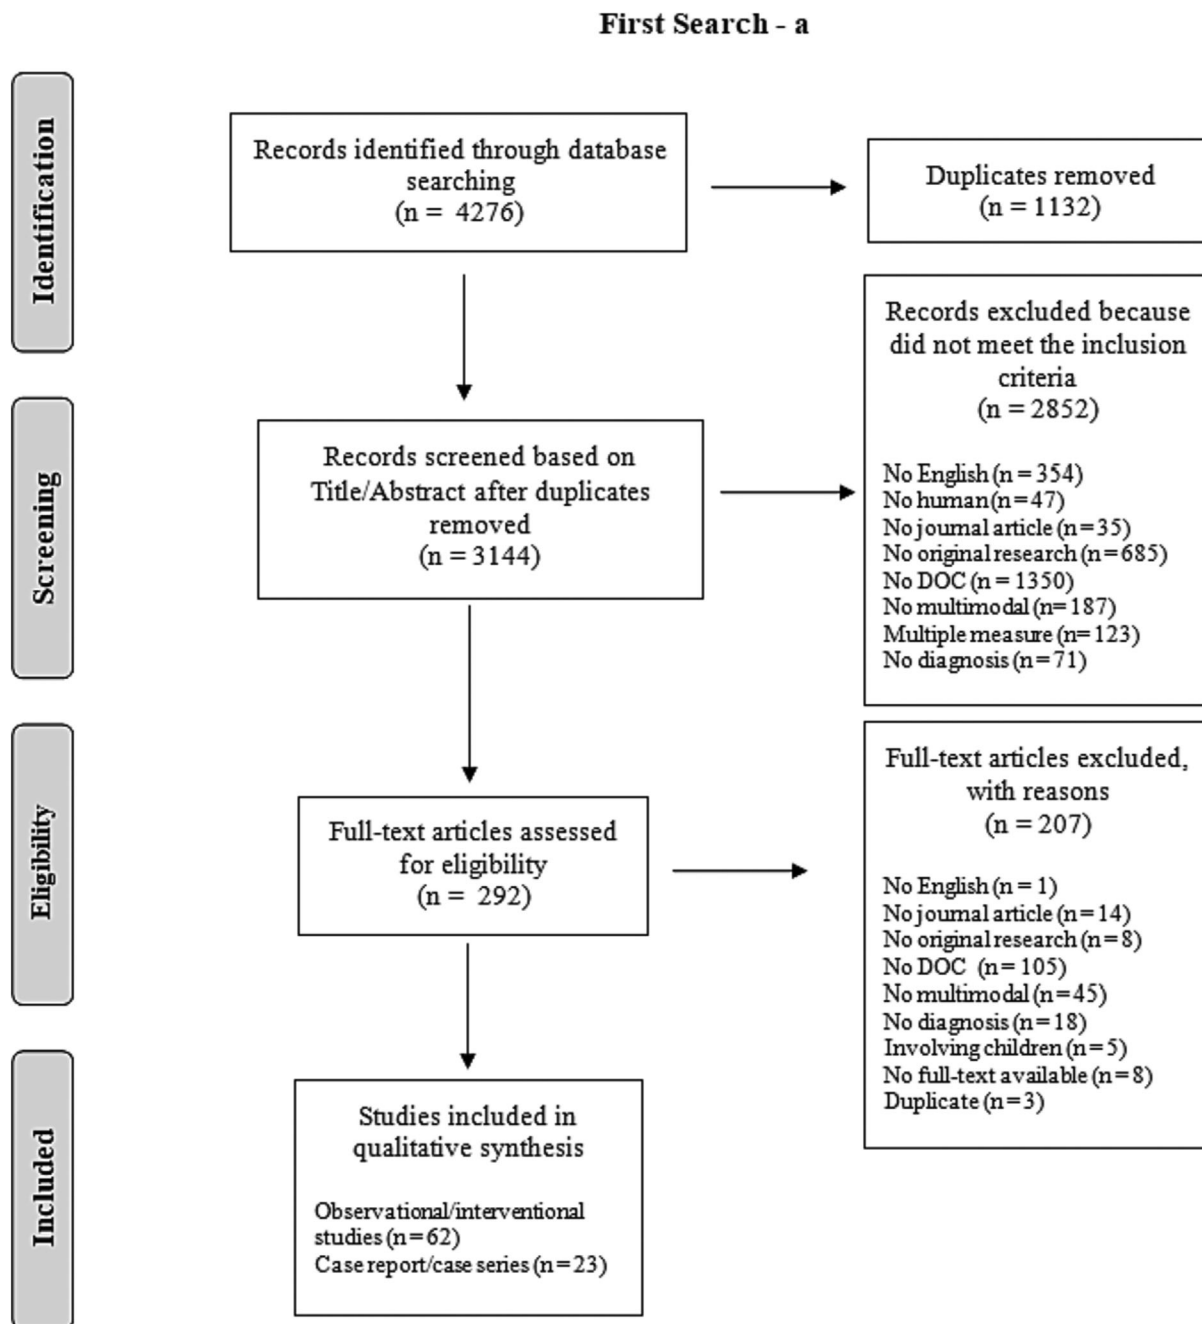 First Search - a
Identification
Records identified through database
searching
(n = 4276)
Duplicates removed
(n = 1132)
Records excluded because
did not meet the inclusion
criteria
(n = 2852)
No English (n = 354)
No human (n = 47)
No journal article (n = 35)
No original research (n = 685)
No DOC (n = 1350)
No multimodal (n = 187)
Multiple measure (n = 123)
No diagnosis (n = 71)
Screening
Records screened based on
Title/Abstract after duplicates
removed
(n = 3144)
Eligibility
Full-text articles assessed
for eligibility
(n = 292)
Full-text articles excluded,
with reasons
(n = 207)
No English (n = 1)
No journal article (n = 14)
No original research (n = 8)
No DOC (n = 105)
No multimodal (n = 45)
No diagnosis (n = 18)
Involving children (n = 5)
No full-text available (n = 8)
Duplicate (n = 3)
Included
Studies included in
qualitative synthesis
Observational/interventional
studies (n = 62)
Case report/case series (n = 23)